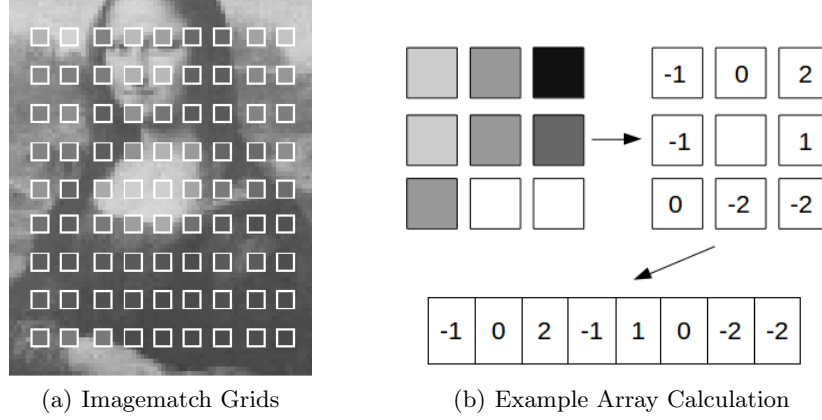 -1 0 2
-1 1
0 -2 -2
-1 0 2 -1 1 0 -2 -2
(a) Imagematch Grids
(b) Example Array Calculation